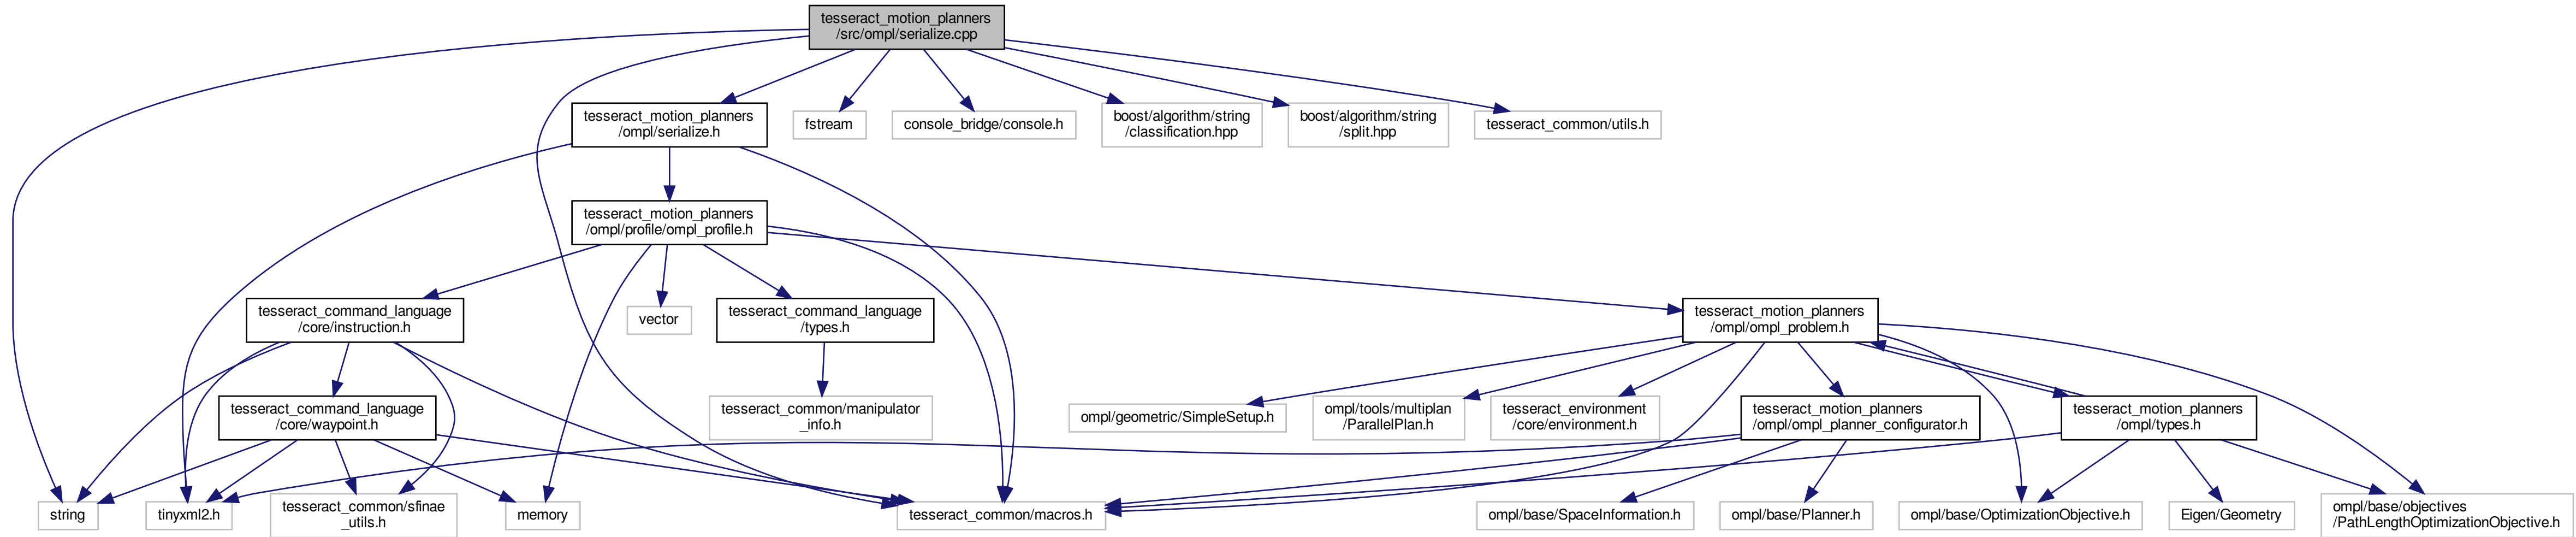 tesseract_motion_planners
/src/ompl/serialize.cpp
tesseract_motion_planners
/ompl/serialize.h
fstream
console_bridge/console.h
boost/algorithm/string
/classification.hpp
boost/algorithm/string
/split.hpp
tesseract_common/utils.h
tesseract_motion_planners
/ompl/profile/ompl_profile.h
tesseract_command_language
/core/instruction.h
vector
tesseract_command_language
/types.h
tesseract_motion_planners
/ompl/ompl_problem.h
tesseract_command_language
/core/waypoint.h
tesseract_common/manipulator
_info.h
ompl/geometric/SimpleSetup.h
ompl/tools/multiplan
/ParallelPlan.h
tesseract_environment
/core/environment.h
tesseract_motion_planners
/ompl/ompl_planner_configurator.h
tesseract_motion_planners
/ompl/types.h
string
tinyxml2.h
tesseract_common/sfinae
_utils.h
memory
tesseract_common/macros.h
ompl/base/SpaceInformation.h
ompl/base/Planner.h
ompl/base/OptimizationObjective.h
Eigen/Geometry
ompl/base/objectives
/PathLengthOptimizationObjective.h